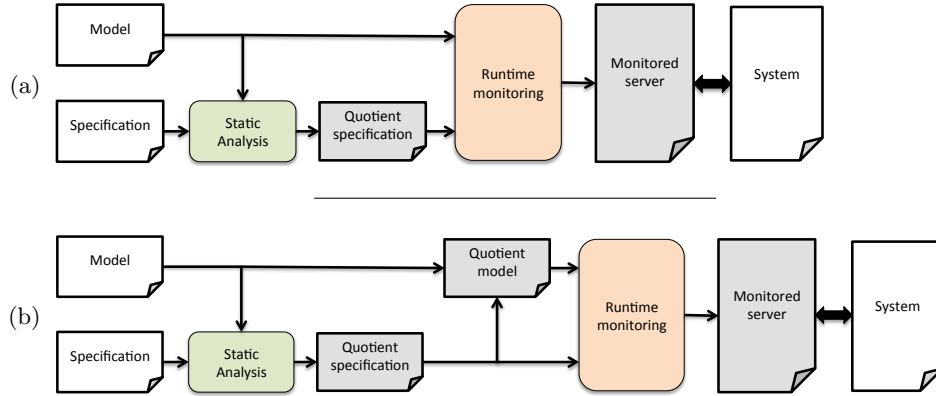 Model
(a)
Specification
Static
Analysis
Quotient
specification
Runtime
monitoring
Monitored
server
System
Model
(b)
Specification
Static
Analysis
Quotient
specification
Quotient
model
Runtime
monitoring
Monitored
server
System